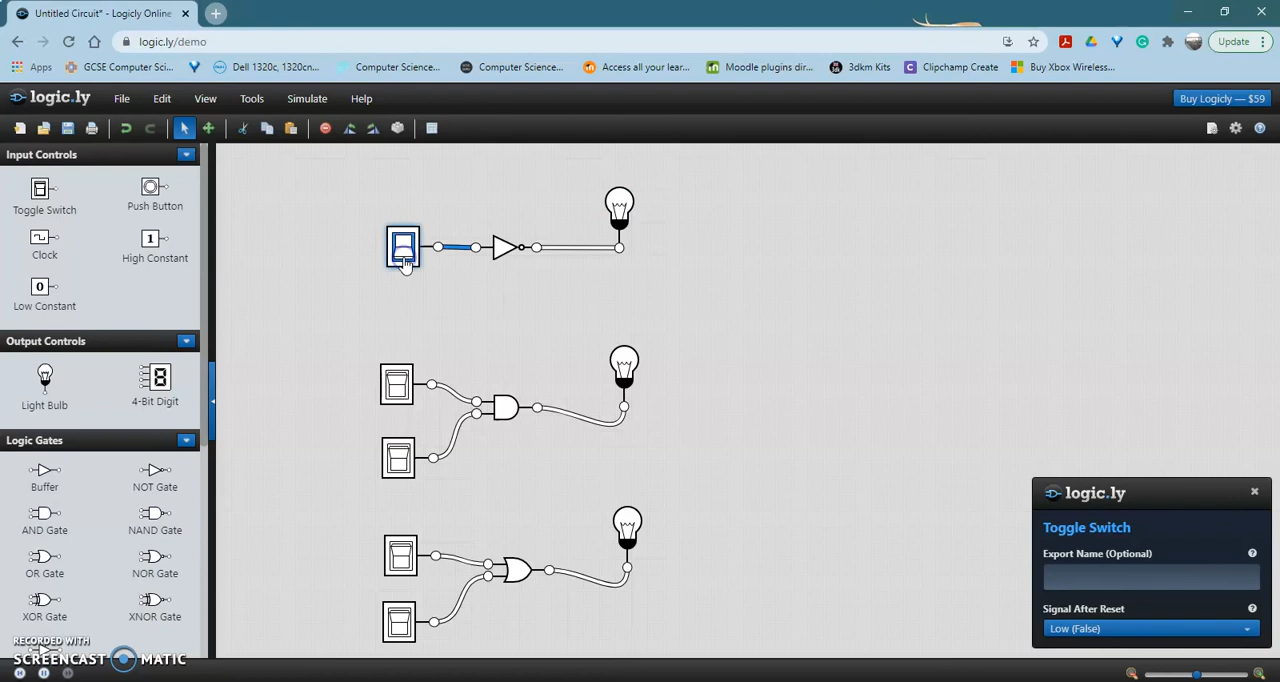 Untitled Circuit* - Logicly Online
logic.ly/demo
Update
Apps
GCSE Computer Sci...
Dell 1320c, 1320cn...
Computer Science...
Computer Science...
Access all your lear...
Moodle plugins dir...
3dkm Kits
Clipchamp Create
Buy Xbox Wireless...
logic.ly
File
Edit
View
Tools
Simulate
Help
Buy Logicly — $59
Input Controls
Toggle Switch
Push Button
Clock
1
High Constant
0
Low Constant
Output Controls
Light Bulb
8
4-Bit Digit
Logic Gates
Buffer
NOT Gate
AND Gate
NAND Gate
OR Gate
NOR Gate
XOR Gate
XNOR Gate
RECORDED WITH
SCREENCAST MATIC
logic.ly
Toggle Switch
Export Name (Optional)
Signal After Reset
Low (False)